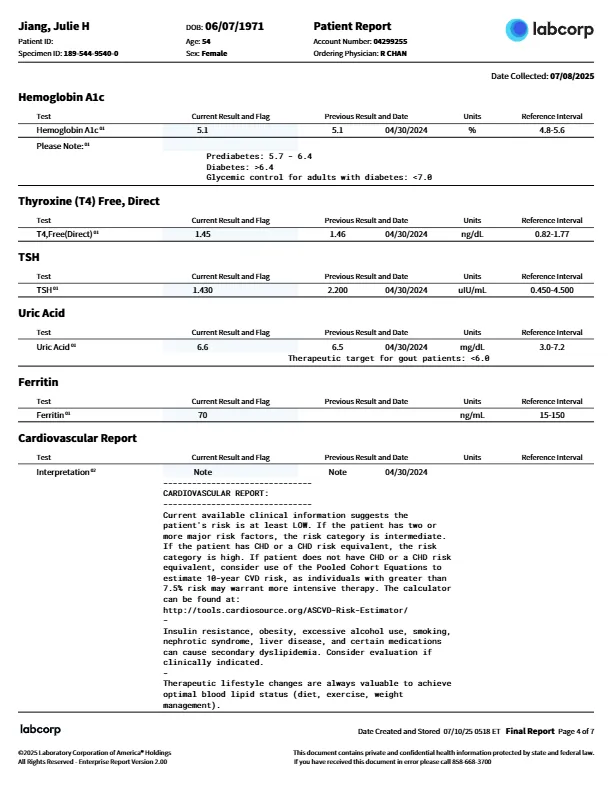 Jiang, Julie H DOB: 06/07/1971 Patient Report
Patient ID: Age: 54 Account Number: 04299255
Specimen ID: 189-544-9540-0 Sex: Female Ordering Physician: R CHAN
labcorp
Date Collected: 07/08/2025
Hemoglobin A1c
Test Current Result and Flag Previous Result and Date Units Reference Interval
Hemoglobin A1c 01 5.1 5.1 04/30/2024 % 4.8-5.6
Please Note: 01
Prediabetes: 5.7 - 6.4
Diabetes: >6.4
Glycemic control for adults with diabetes: <7.0
Thyroxine (T4) Free, Direct
Test Current Result and Flag Previous Result and Date Units Reference Interval
T4,Free(Direct) 01 1.45 1.46 04/30/2024 ng/dL 0.82-1.77
TSH
Test Current Result and Flag Previous Result and Date Units Reference Interval
TSH 01 1.430 2.200 04/30/2024 uIU/mL 0.450-4.500
Uric Acid
Test Current Result and Flag Previous Result and Date Units Reference Interval
Uric Acid 01 6.6 6.5 04/30/2024 mg/dL 3.0-7.2
Therapeutic target for gout patients: <6.0
Ferritin
Test Current Result and Flag Previous Result and Date Units Reference Interval
Ferritin 01 70 ng/mL 15-150
Cardiovascular Report
Test Current Result and Flag Previous Result and Date Units Reference Interval
Interpretation 02 Note Note 04/30/2024
-------------------------------
CARDIOVASCULAR REPORT:
-------------------------------
Current available clinical information suggests the
patient's risk is at least LOW. If the patient has two or
more major risk factors, the risk category is intermediate.
If the patient has CHD or a CHD risk equivalent, the risk
category is high. If patient does not have CHD or a CHD risk
equivalent, consider use of the Pooled Cohort Equations to
estimate 10-year CVD risk, as individuals with greater than
7.5% risk may warrant more intensive therapy. The calculator
can be found at:
http://tools.cardiosource.org/ASCVD-Risk-Estimator/
-
Insulin resistance, obesity, excessive alcohol use, smoking,
nephrotic syndrome, liver disease, and certain medications
can cause secondary dyslipidemia. Consider evaluation if
clinically indicated.
-
Therapeutic lifestyle changes are always valuable to achieve
optimal blood lipid status (diet, exercise, weight
management).
labcorp
Date Created and Stored 07/10/25 0518 ET Final Report Page 4 of 7
©2025 Laboratory Corporation of America® Holdings
All Rights Reserved - Enterprise Report Version 2.00
This document contains private and confidential health information protected by state and federal law.
If you have received this document in error please call 858-668-3700